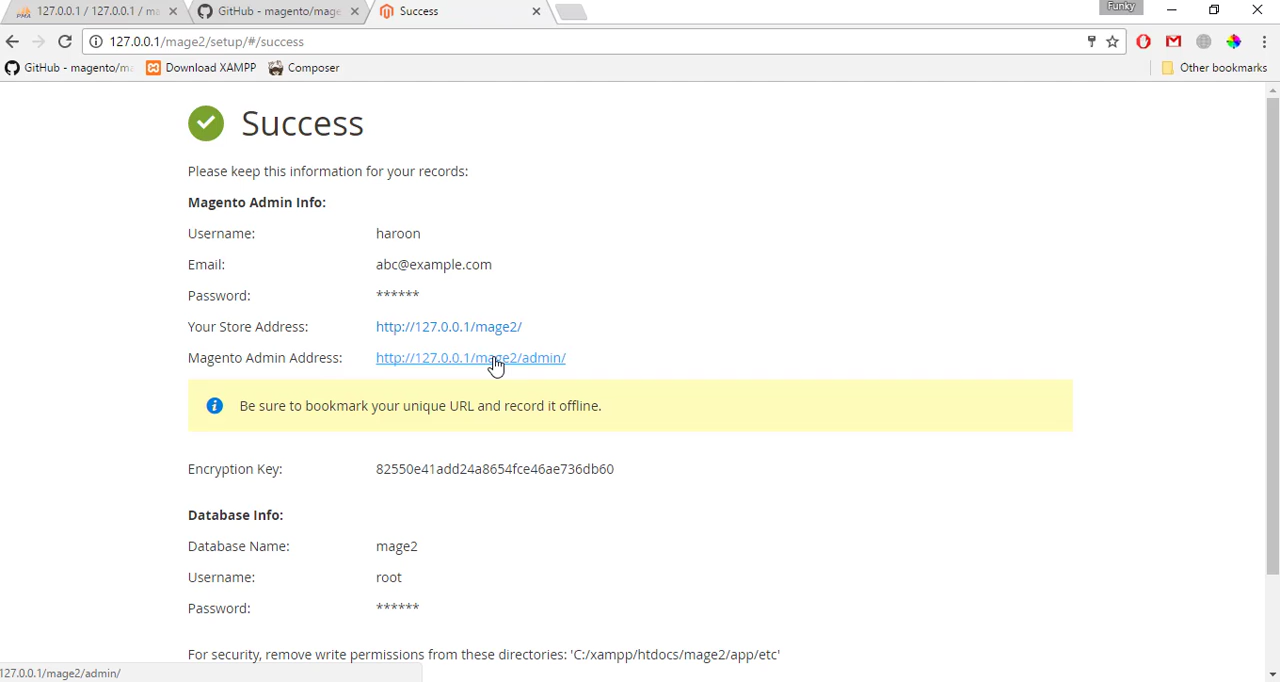 127.0.0.1 / 127.0.0.1 / ma
GitHub - magento/mage
Success
Funky
127.0.0.1/mage2/setup/#/success
GitHub - magento/m
Download XAMPP
Composer
Other bookmarks
Success
Please keep this information for your records:
Magento Admin Info:
Username: haroon
Email: abc@example.com
Password: ******
Your Store Address: http://127.0.0.1/mage2/
Magento Admin Address: http://127.0.0.1/mage2/admin/
Be sure to bookmark your unique URL and record it offline.
Encryption Key: 82550e41add24a8654fce46ae736db60
Database Info:
Database Name: mage2
Username: root
Password: ******
For security, remove write permissions from these directories: 'C:/xampp/htdocs/mage2/app/etc'
127.0.0.1/mage2/admin/